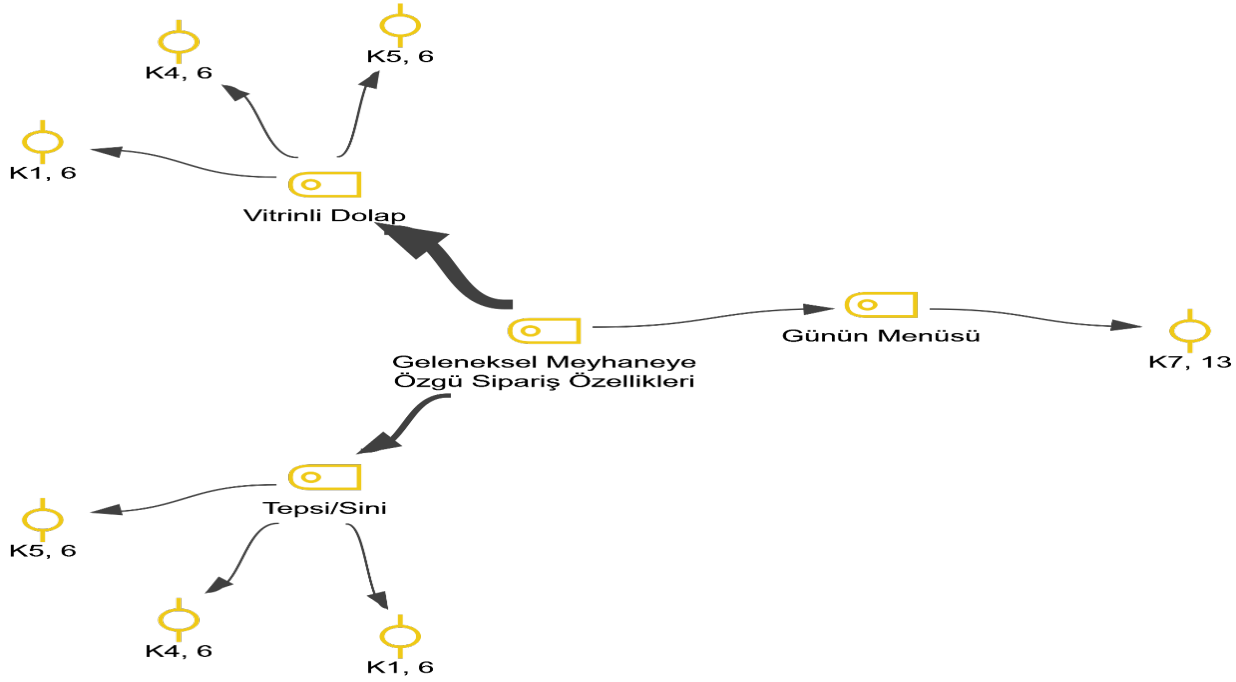 K5, 6
K4, 6
K1, 6
Vitrinli Dolap
Günün Menüsü
K7, 13
Geleneksel Meyhaneye
Özgü Sipariş Özellikleri
Tepsi/Sini
K5, 6
K4, 6
K1, 6